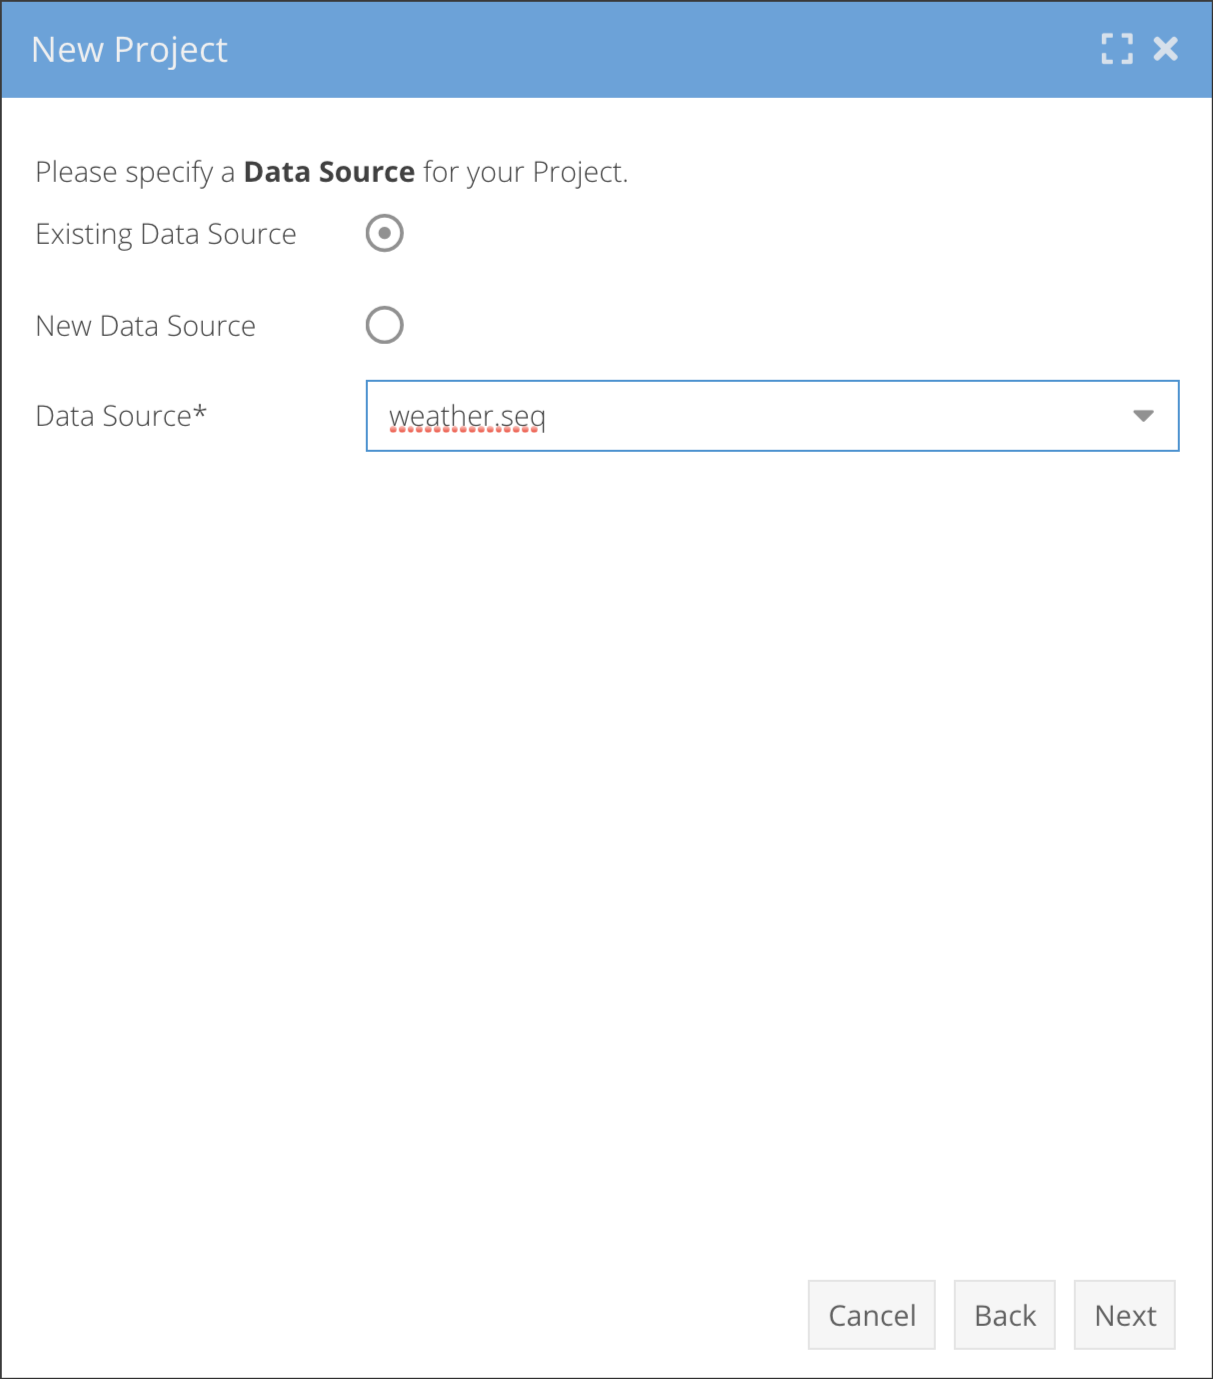 New Project
Please specify a Data Source for your Project.
Existing Data Source
New Data Source
Data Source*
weather.seq
Cancel
Back
Next